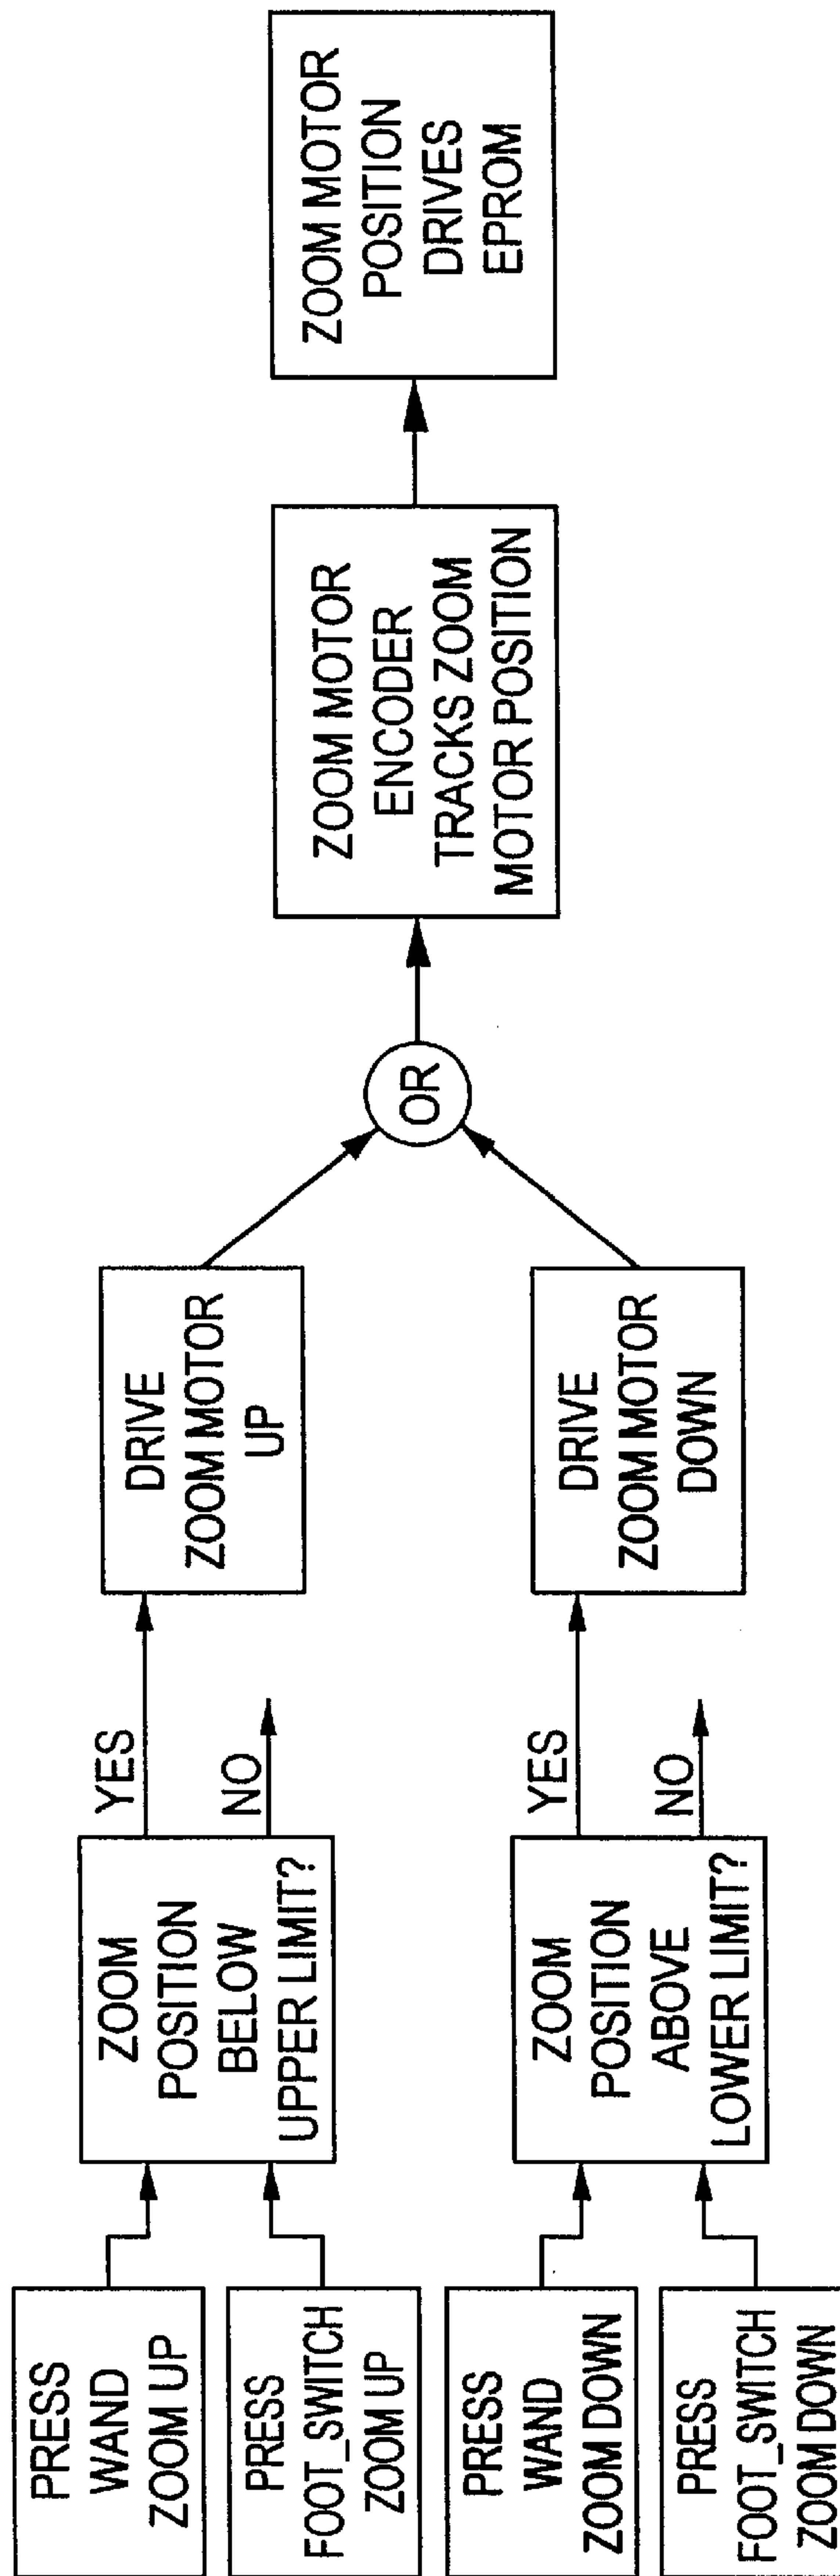 PRESS
WAND
ZOOM UP
PRESS
FOOT_SWITCH
ZOOM UP
PRESS
WAND
ZOOM DOWN
PRESS
FOOT_SWITCH
ZOOM DOWN
ZOOM
POSITION
BELOW
UPPER LIMIT?
YES
NO
ZOOM
POSITION
ABOVE
LOWER LIMIT?
YES
NO
DRIVE
ZOOM MOTOR
UP
DRIVE
ZOOM MOTOR
DOWN
OR
ZOOM MOTOR
ENCODER
TRACKS ZOOM
MOTOR POSITION
ZOOM MOTOR
POSITION
DRIVES
EPROM